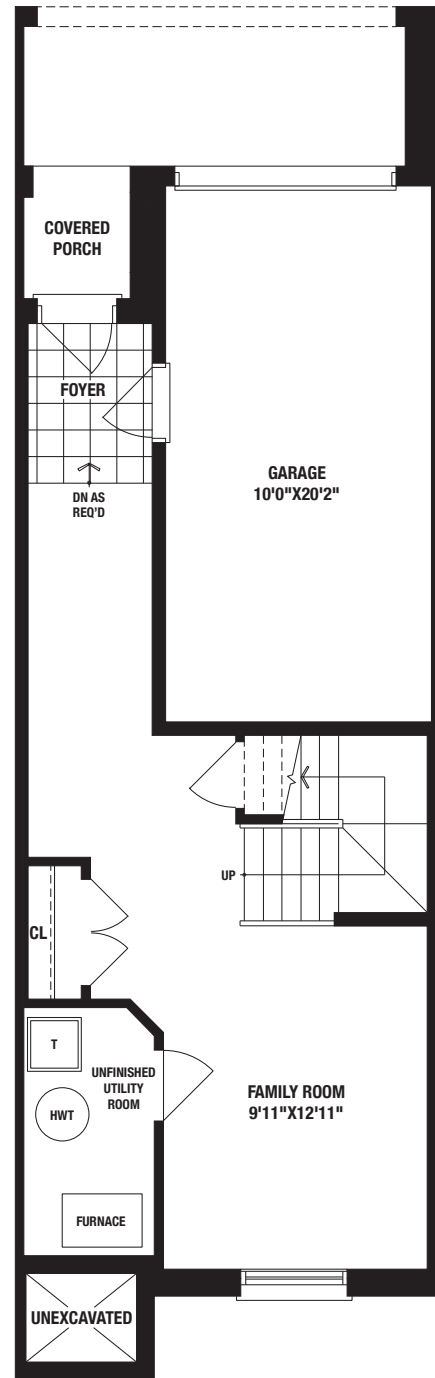 COVERED
PORCH
FOYER
DN AS
REQ'D
GARAGE
10'0"X20'2"
UP
CL
T
UNFINISHED
UTILITY
ROOM
HWT
FAMILY ROOM
9'11"X12'11"
FURNACE
UNEXCAVATED